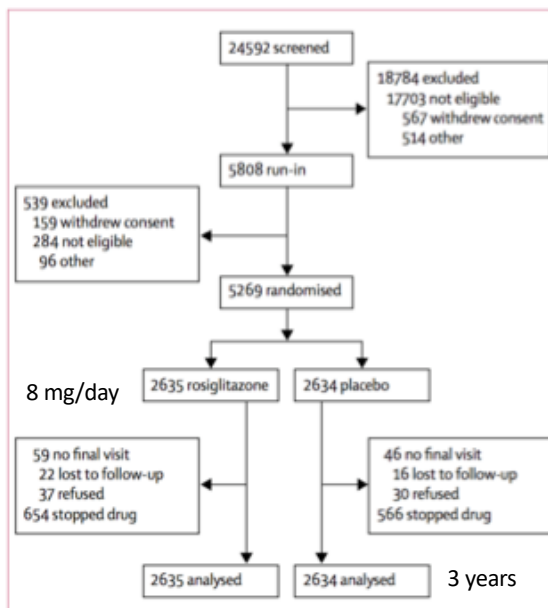 24592 screened
18784 excluded
17703 not eligible
567 withdrew consent
514 other
5808 run-in
539 excluded
159 withdrew consent
284 not eligible
96 other
5269 randomised
8 mg/day
2635 rosiglitazone
2634 placebo
59 no final visit
22 lost to follow-up
37 refused
654 stopped drug
46 no final visit
16 lost to follow-up
30 refused
566 stopped drug
2635 analysed
2634 analysed
3 years